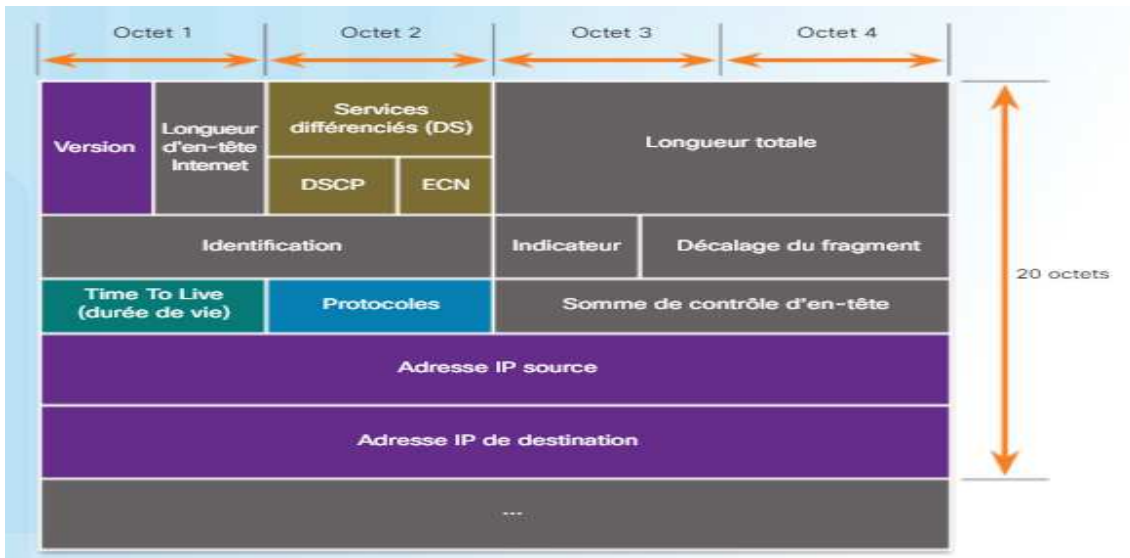 Octet 1
Octet 2
Octet 3
Octet 4
Version
Longueur
d'en-tête
Internet
Services
différenciés (DS)
DSCP
ECN
Longueur totale
Identification
Indicateur
Décalage du fragment
20 octets
Time To Live
(durée de vie)
Protocoles
Somme de contrôle d'en-tête
Adresse IP source
Adresse IP de destination
...